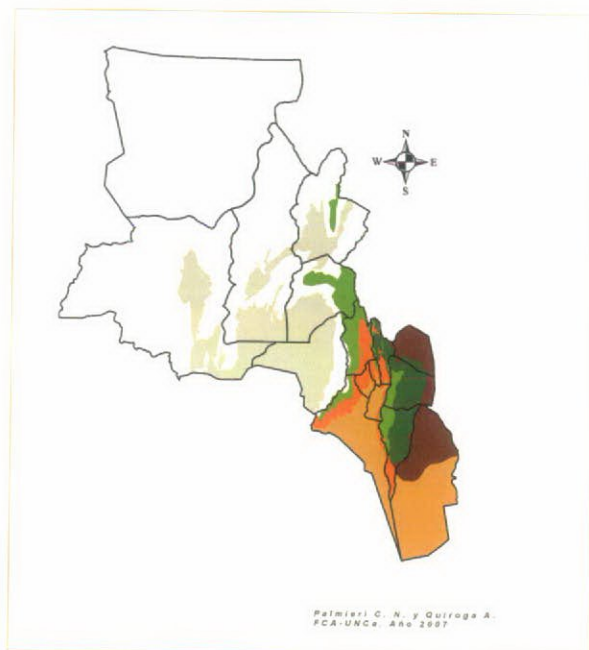 N
W E
S
Palmieri C. N. y Quiroga A.
FCA-UNCa. Año 2007